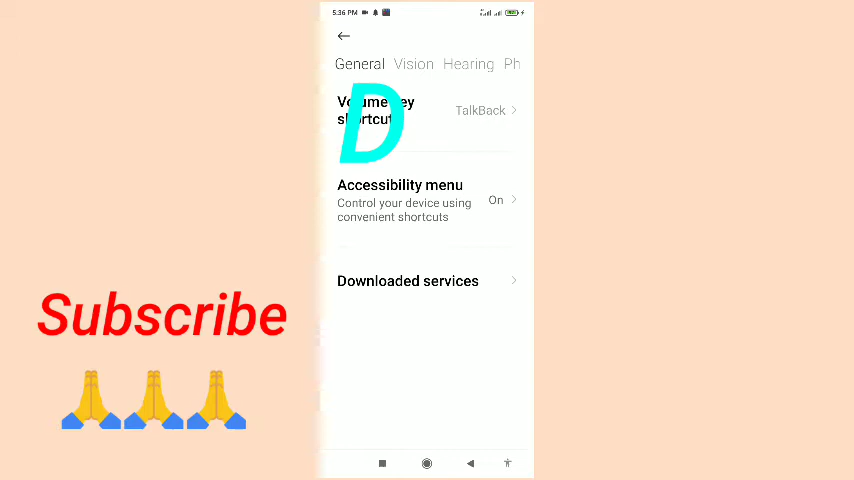 5:36 PM
General Vision Hearing Ph
D
TalkBack
Accessibility menu
Control your device using
convenient shortcuts
On
Downloaded services
Subscribe